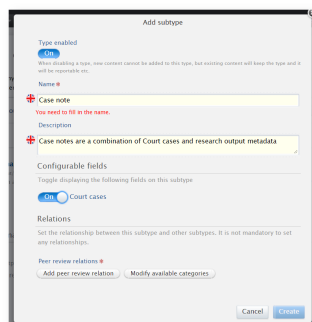 Add subtype
Type enabled
On
When disabling a type, new content cannot be added to this type, but existing content will keep the type and it
will be reportable etc.
Name *
Case note
You need to fill in the name.
Description
Case notes are a combination of Court cases and research output metadata
Configurable fields
Toggle displaying the following fields on this subtype
On Court cases
Relations
Set the relationship between this subtype and other subtypes. It is not mandatory to set
any relationships.
Peer review relations *
Add peer review relation Modify available categories
Cancel Create